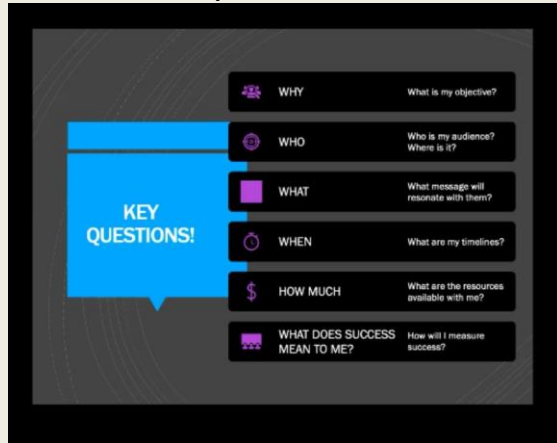 KEY
QUESTIONS!
WHY
What is my objective?
WHO
Who is my audience?
Where is it?
WHAT
What message will
resonate with them?
WHEN
What are my timelines?
$
HOW MUCH
What are the resources
available with me?
WHAT DOES SUCCESS
MEAN TO ME?
How will I measure
success?